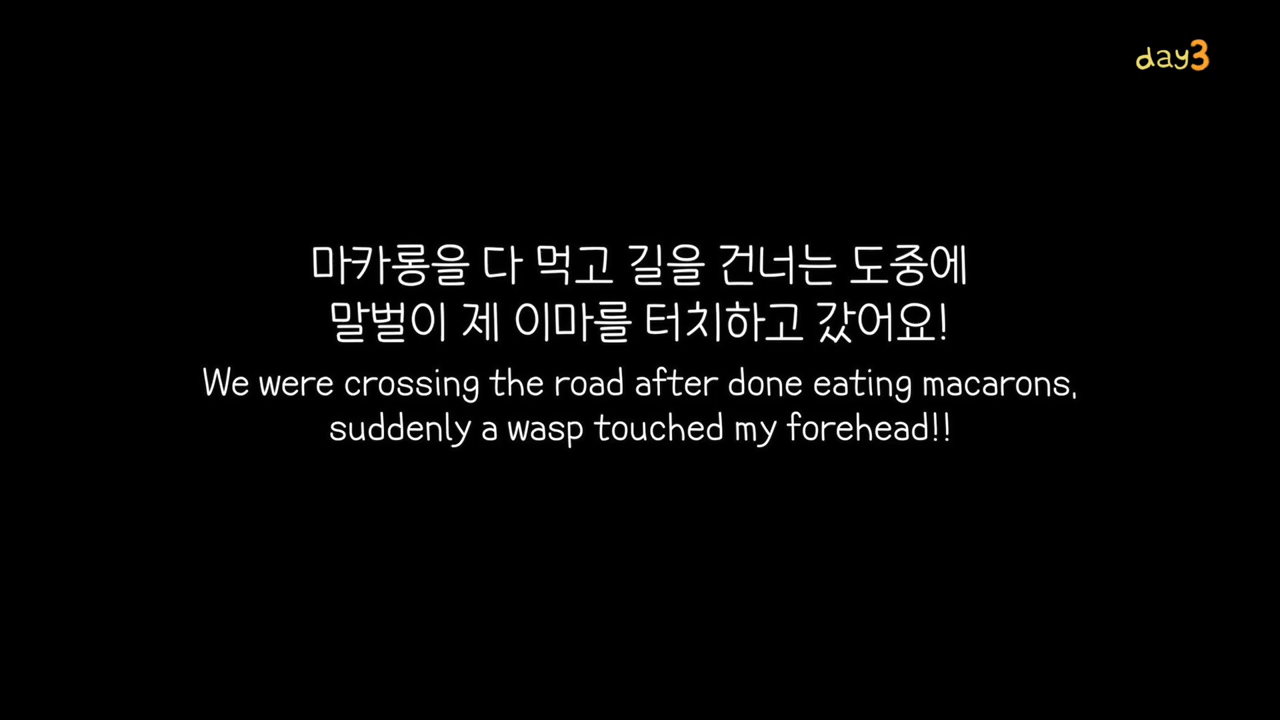 day3
마카롱을 다 먹고 길을 건너는 도중에
말벌이 제 이마를 터치하고 갔어요!
We were crossing the road after done eating macarons,
suddenly a wasp touched my forehead!!